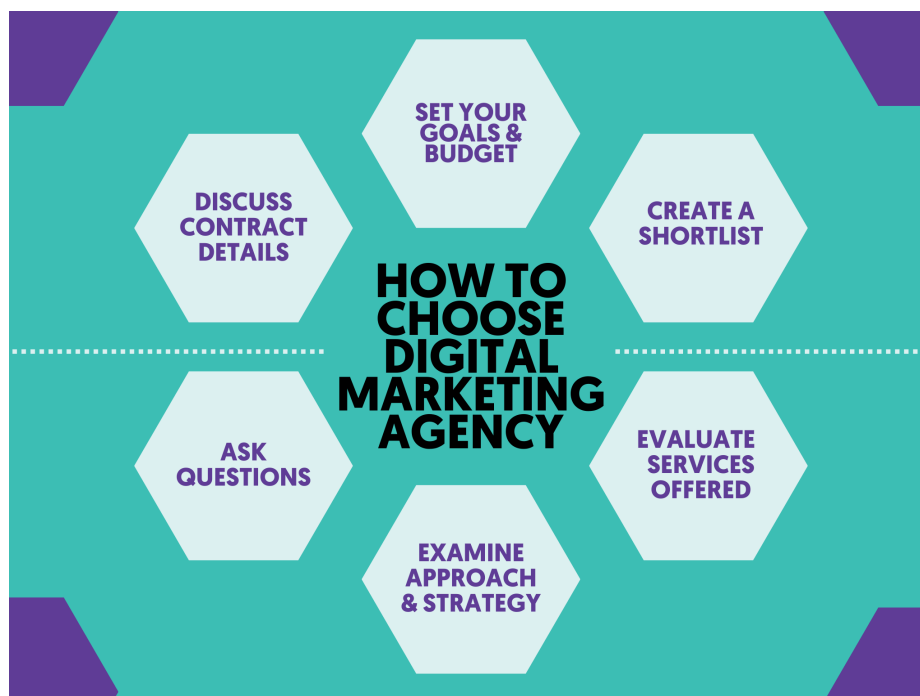 SET YOUR
GOALS &
BUDGET
DISCUSS
CONTRACT
DETAILS
CREATE A
SHORTLIST
HOW TO
CHOOSE
DIGITAL
MARKETING
AGENCY
ASK
QUESTIONS
EVALUATE
SERVICES
OFFERED
EXAMINE
APPROACH
& STRATEGY